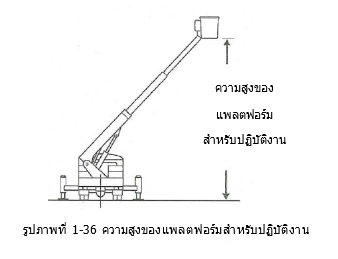 ความสูงของ
แพลตฟอร์ม
สำหรับปฏิบัติงาน
รูปภาพที่ 1-36 ความสูงของแพลตฟอร์มสำหรับปฏิบัติงาน